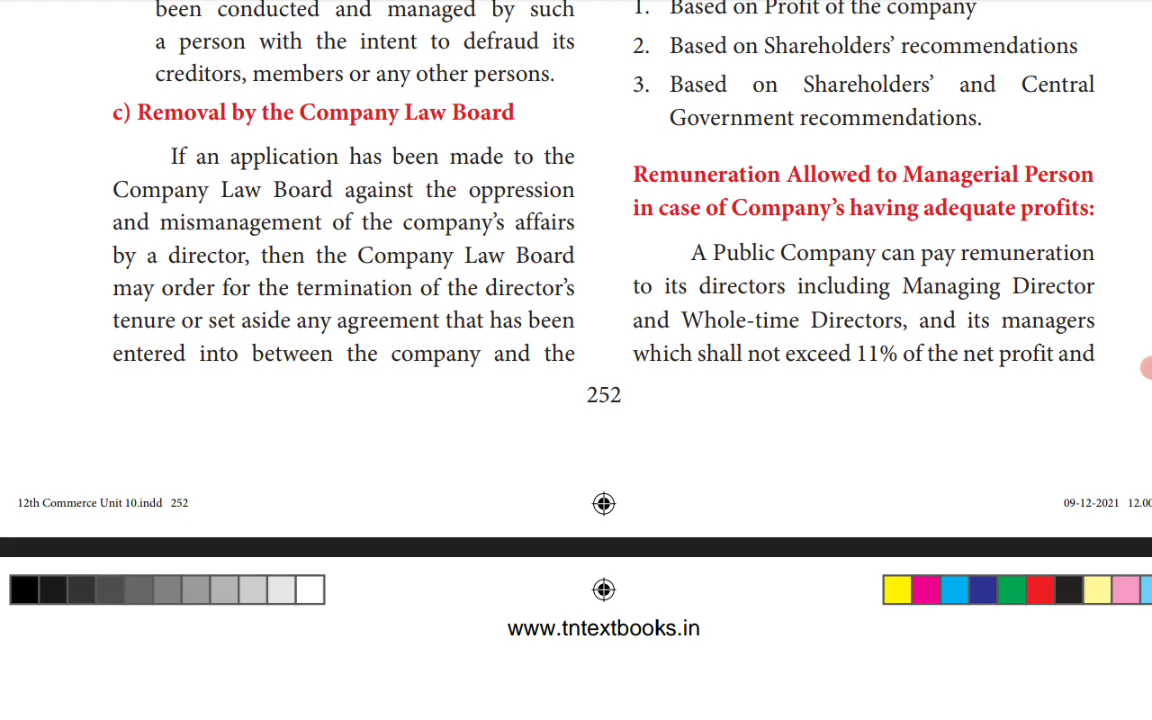 been conducted and managed by such
a person with the intent to defraud its
creditors, members or any other persons.
c) Removal by the Company Law Board
If an application has been made to the
Company Law Board against the oppression
and mismanagement of the company’s affairs
by a director, then the Company Law Board
may order for the termination of the director’s
tenure or set aside any agreement that has been
entered into between the company and the
1. Based on Profit of the company
2. Based on Shareholders’ recommendations
3. Based on Shareholders’ and Central
Government recommendations.
Remuneration Allowed to Managerial Person
in case of Company’s having adequate profits:
A Public Company can pay remuneration
to its directors including Managing Director
and Whole-time Directors, and its managers
which shall not exceed 11% of the net profit and
252
12th Commerce Unit 10.indd 252
09-12-2021 12.00
www.tntextbooks.in